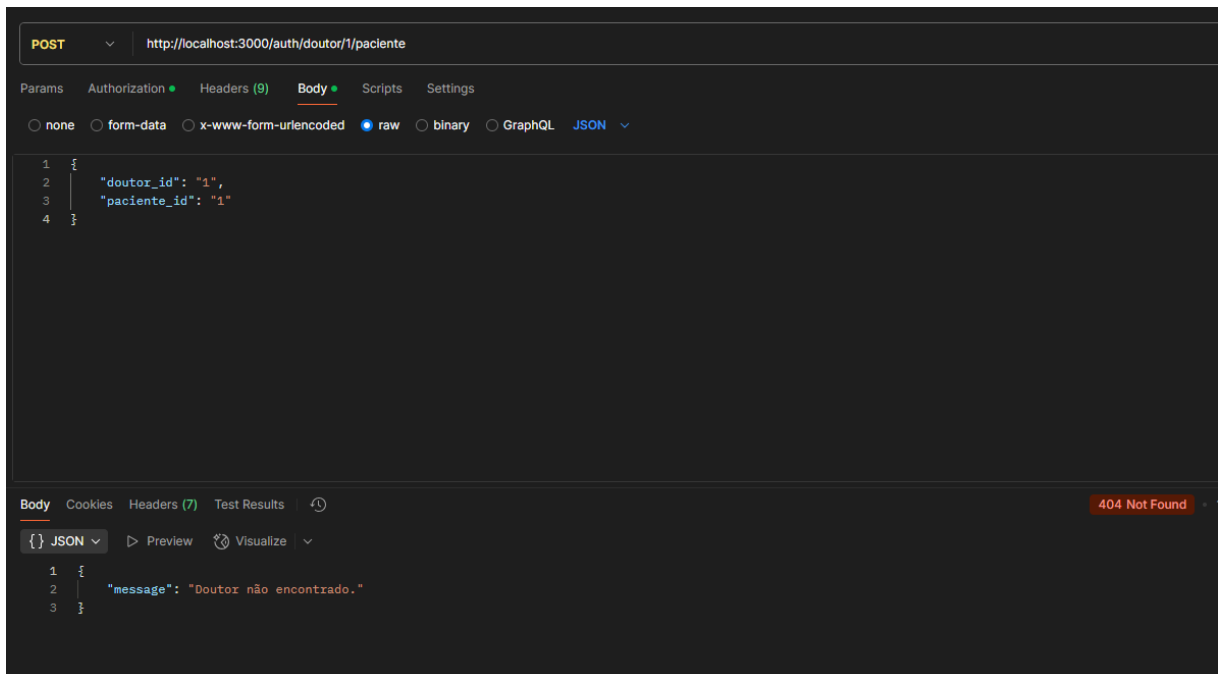 POST http://localhost:3000/auth/doutor/1/paciente
Params Authorization Headers (9) Body Scripts Settings
none form-data x-www-form-urlencoded raw binary GraphQL JSON
1 {
2 "doutor_id": "1",
3 "paciente_id": "1"
4 }
Body Cookies Headers (7) Test Results 404 Not Found
{} JSON Preview Visualize
1 {
2 "message": "Doutor não encontrado."
3 }